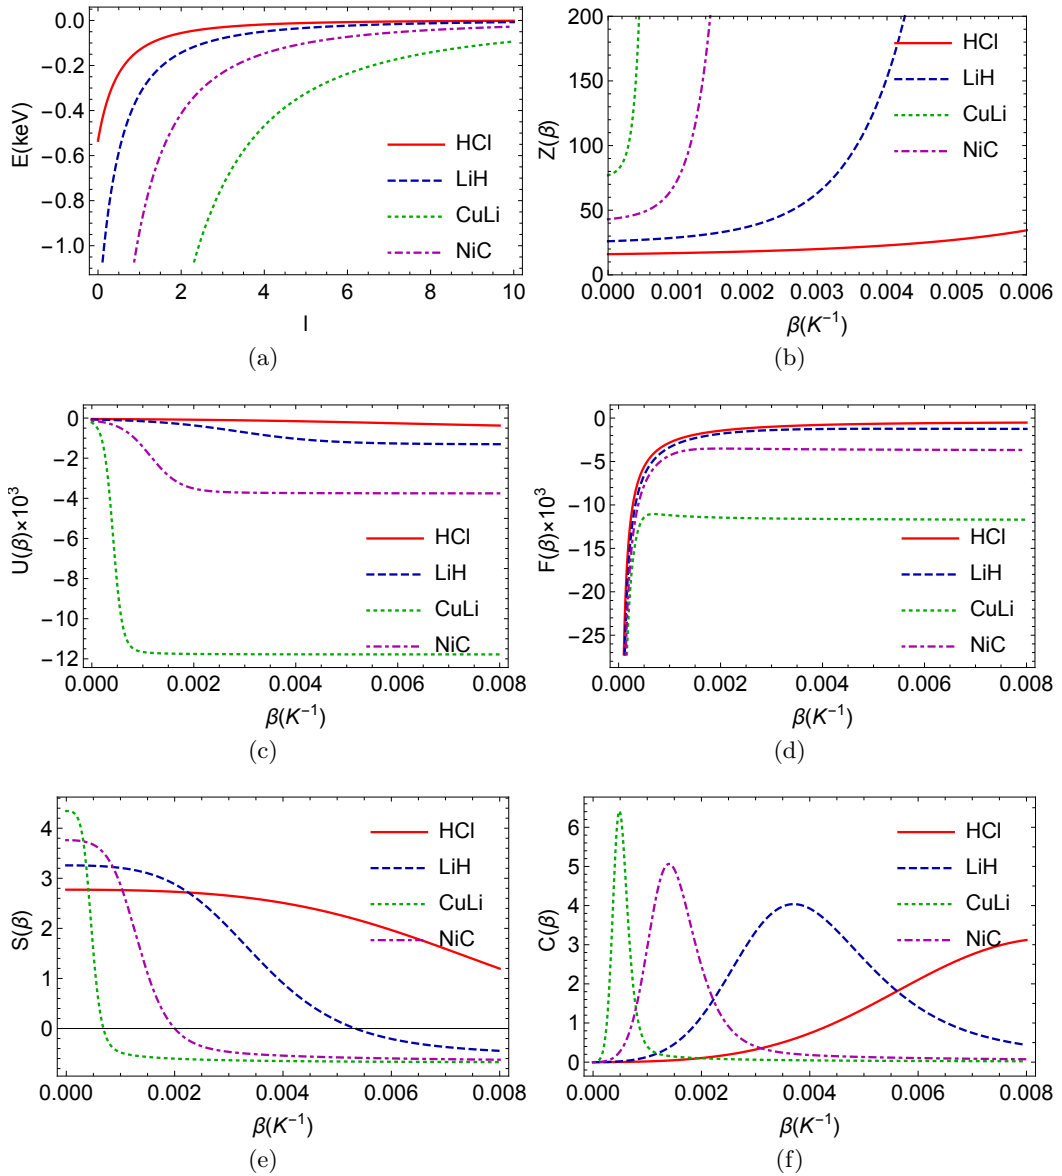 E(keV)
0.0
−0.2
−0.4
−0.6
−0.8
−1.0
HCl
LiH
CuLi
NiC
0 2 4 6 8 10
l
(a)
Z(β)
200
150
100
50
0
HCl
LiH
CuLi
NiC
0.000 0.001 0.002 0.003 0.004 0.005 0.006
β(K⁻¹)
(b)
U(β)×10³
0
−2
−4
−6
−8
−10
−12
HCl
LiH
CuLi
NiC
0.000 0.002 0.004 0.006 0.008
β(K⁻¹)
(c)
F(β)×10³
0
−5
−10
−15
−20
−25
HCl
LiH
CuLi
NiC
0.000 0.002 0.004 0.006 0.008
β(K⁻¹)
(d)
S(β)
4
3
2
1
0
HCl
LiH
CuLi
NiC
0.000 0.002 0.004 0.006 0.008
β(K⁻¹)
(e)
C(β)
6
5
4
3
2
1
0
HCl
LiH
CuLi
NiC
0.000 0.002 0.004 0.006 0.008
β(K⁻¹)
(f)